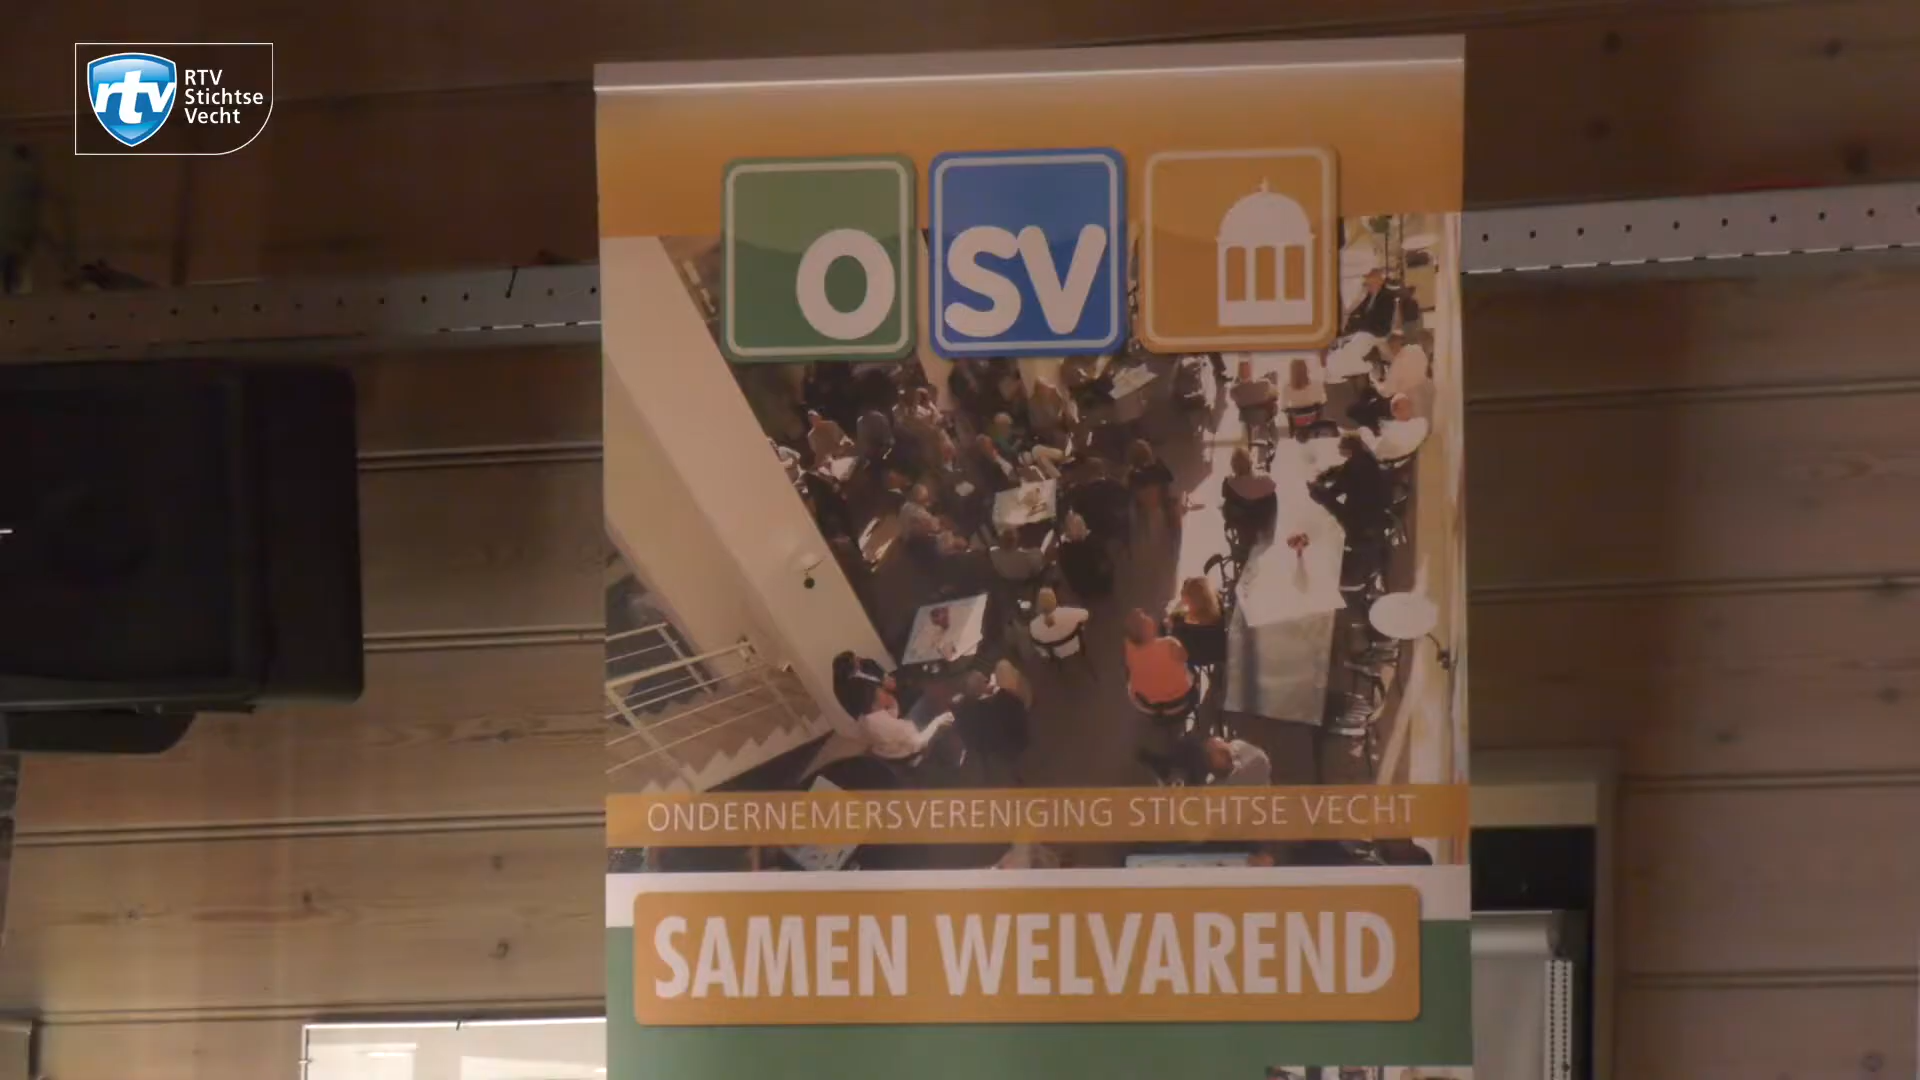 rtv
RTV
Stichtse
Vecht
O SV
ONDERNEMERSVERENIGING STICHTSE VECHT
SAMEN WELVAREND